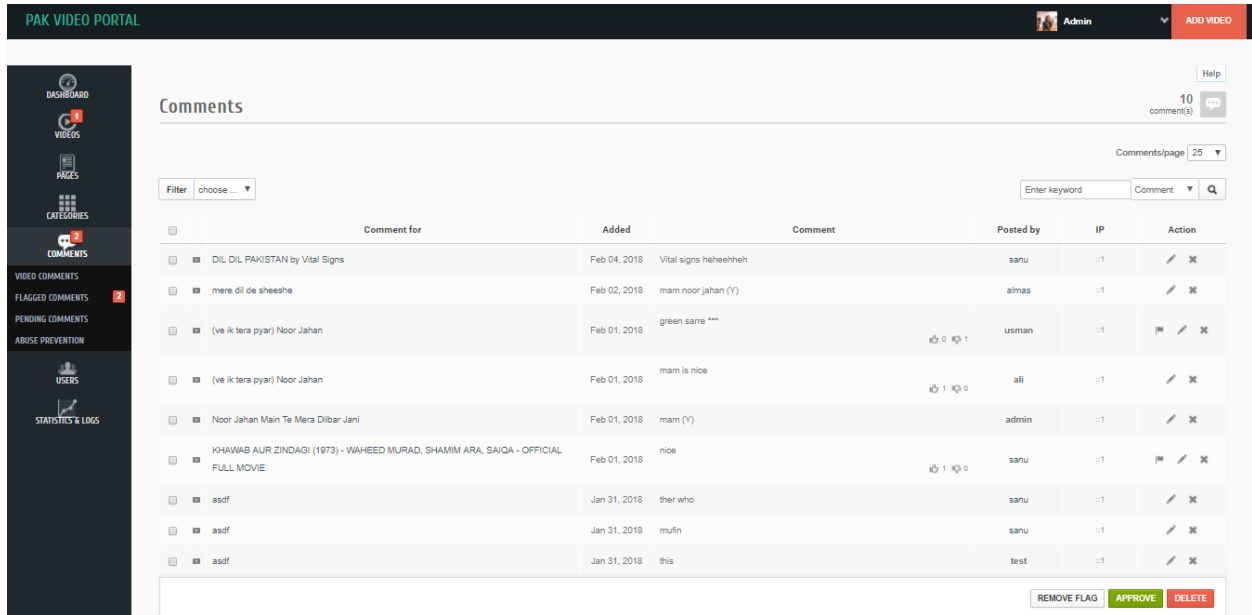 PAK VIDEO PORTAL
Admin
ADD VIDEO
Help
DASHBOARD
Comments
10
comment(s)
1
VIDEOS
Comments/page 25
PAGES
Filter choose ... Enter keyword Comment
CATEGORIES
Comment for Added Comment Posted by IP Action
2
COMMENTS
DIL DIL PAKISTAN by Vital Signs Feb 04, 2018 Vital signs heheehheh sanu ::1
VIDEO COMMENTS
FLAGGED COMMENTS 2
mere dil de sheeshe Feb 02, 2018 mam noor jahan (Y) almas ::1
PENDING COMMENTS
ABUSE PREVENTION
(ve ik tera pyar) Noor Jahan Feb 01, 2018 green sarre *** usman ::1
0 1
USERS
(ve ik tera pyar) Noor Jahan Feb 01, 2018 mam is nice ali ::1
1 0
STATISTICS & LOGS
Noor Jahan Main Te Mera Dilbar Jani Feb 01, 2018 mam (Y) admin ::1
KHAWAB AUR ZINDAGI (1973) - WAHEED MURAD, SHAMIM ARA, SAIQA - OFFICIAL
FULL MOVIE Feb 01, 2018 nice sanu ::1
1 0
asdf Jan 31, 2018 ther who sanu ::1
asdf Jan 31, 2018 mufin sanu ::1
asdf Jan 31, 2018 this test ::1
REMOVE FLAG APPROVE DELETE